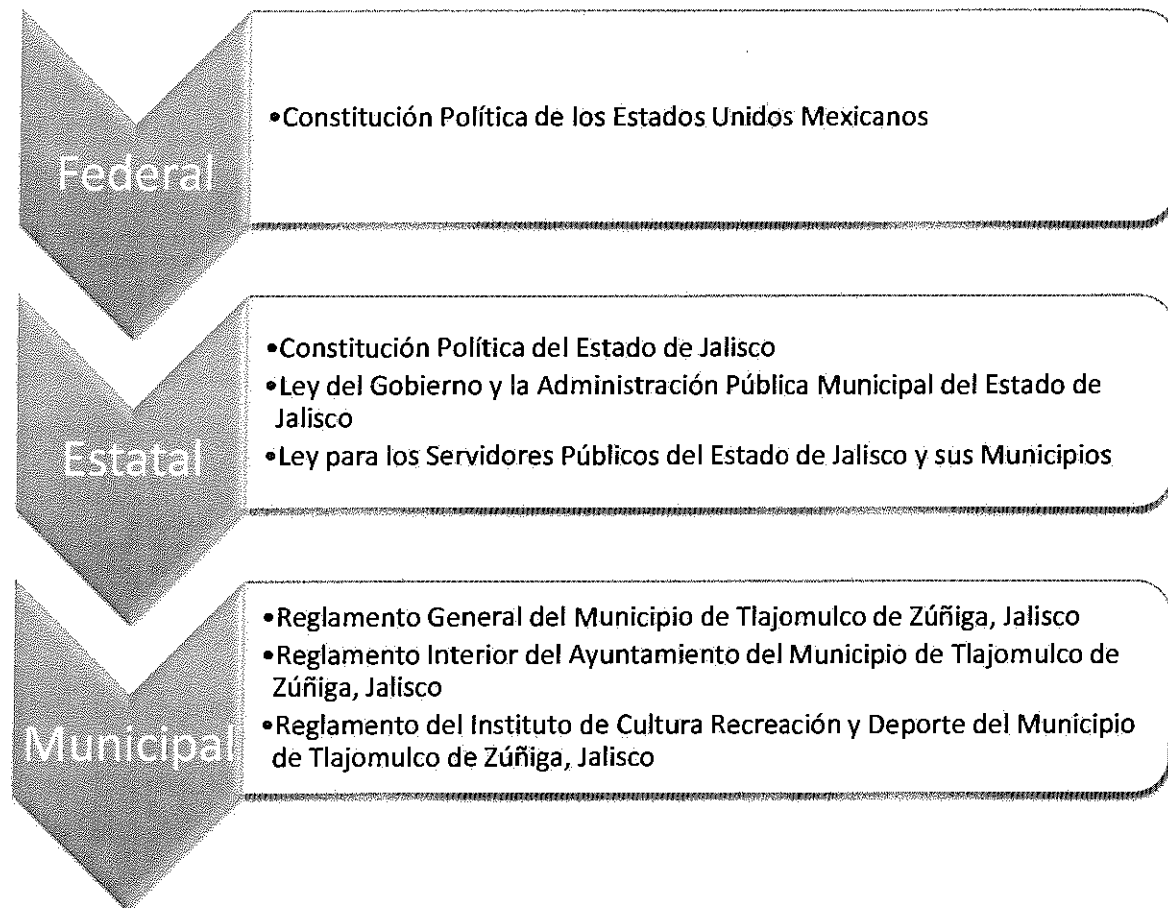 Federal
•Constitución Política de los Estados Unidos Mexicanos
Estatal
•Constitución Política del Estado de Jalisco
•Ley del Gobierno y la Administración Pública Municipal del Estado de
Jalisco
•Ley para los Servidores Públicos del Estado de Jalisco y sus Municipios
Municipal
•Reglamento General del Municipio de Tlajomulco de Zúñiga, Jalisco
•Reglamento Interior del Ayuntamiento del Municipio de Tlajomulco de
Zúñiga, Jalisco
•Reglamento del Instituto de Cultura Recreación y Deporte del Municipio
de Tlajomulco de Zúñiga, Jalisco